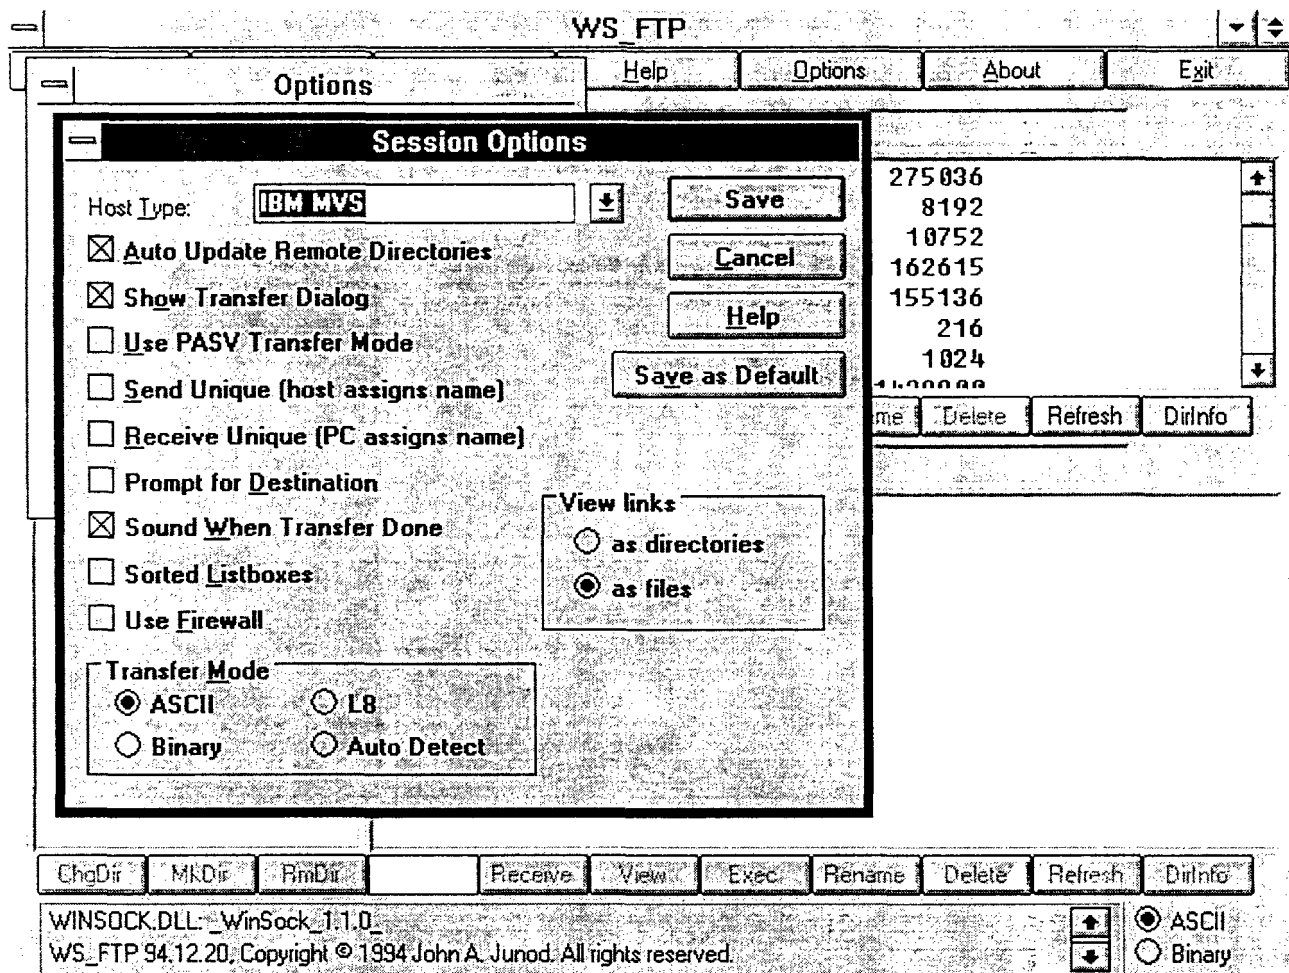 WS_FTP
Help Options About Exit
Options
Session Options
Host Type: IBM MVS
Save
Auto Update Remote Directories
Cancel
Show Transfer Dialog
Help
Use PASV Transfer Mode
Save as Default
Send Unique (host assigns name)
Receive Unique (PC assigns name)
Prompt for Destination
Sound When Transfer Done
Sorted Listboxes
Use Firewall
View links
as directories
as files
Transfer Mode
ASCII L8
Binary Auto Detect
275036
8192
10752
162615
155136
216
1024
me Delete Refresh DirInfo
ChgDir MkDir RmDir Receive View Exec Rename Delete Refresh DirInfo
WINSOCK.DLL: _WinSock_1.1.0_
WS_FTP 94.12.20, Copyright © 1994 John A. Junod. All rights reserved.
ASCII
Binary